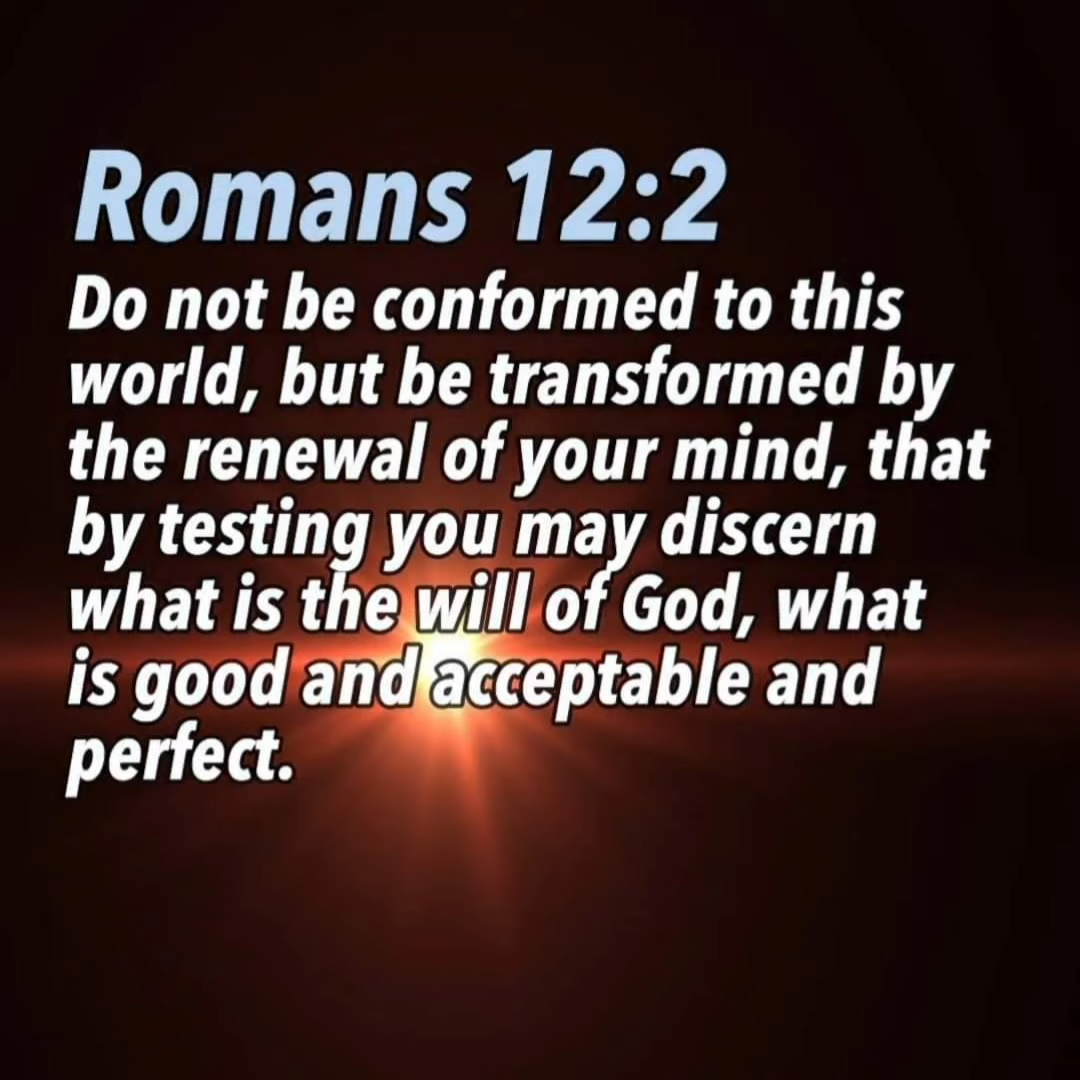 Romans 12:2
Do not be conformed to this
world, but be transformed by
the renewal of your mind, that
by testing you may discern
what is the will of God, what
is good and acceptable and
perfect.